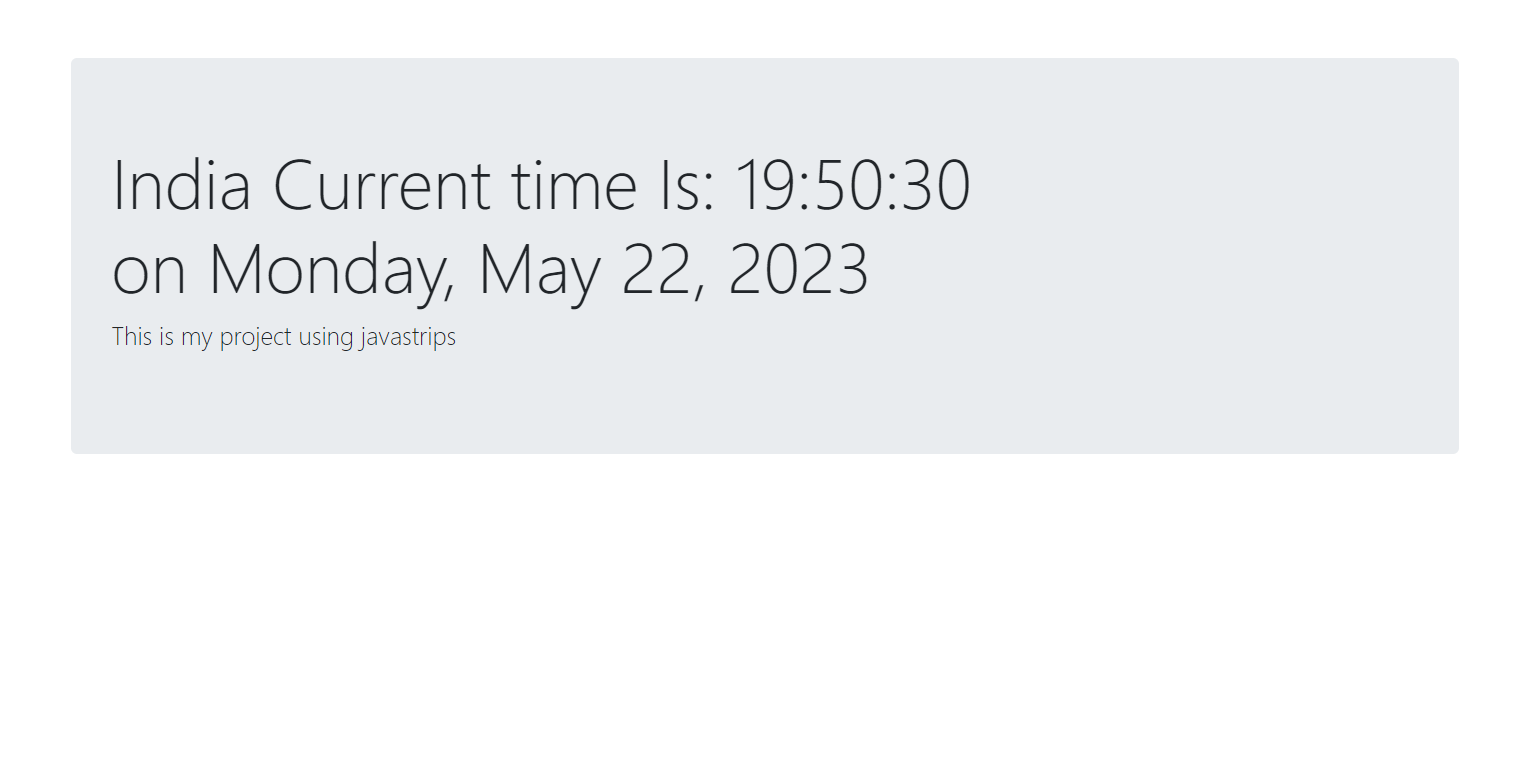 India Current time Is: 19:50:30
on Monday, May 22, 2023
This is my project using javastrips